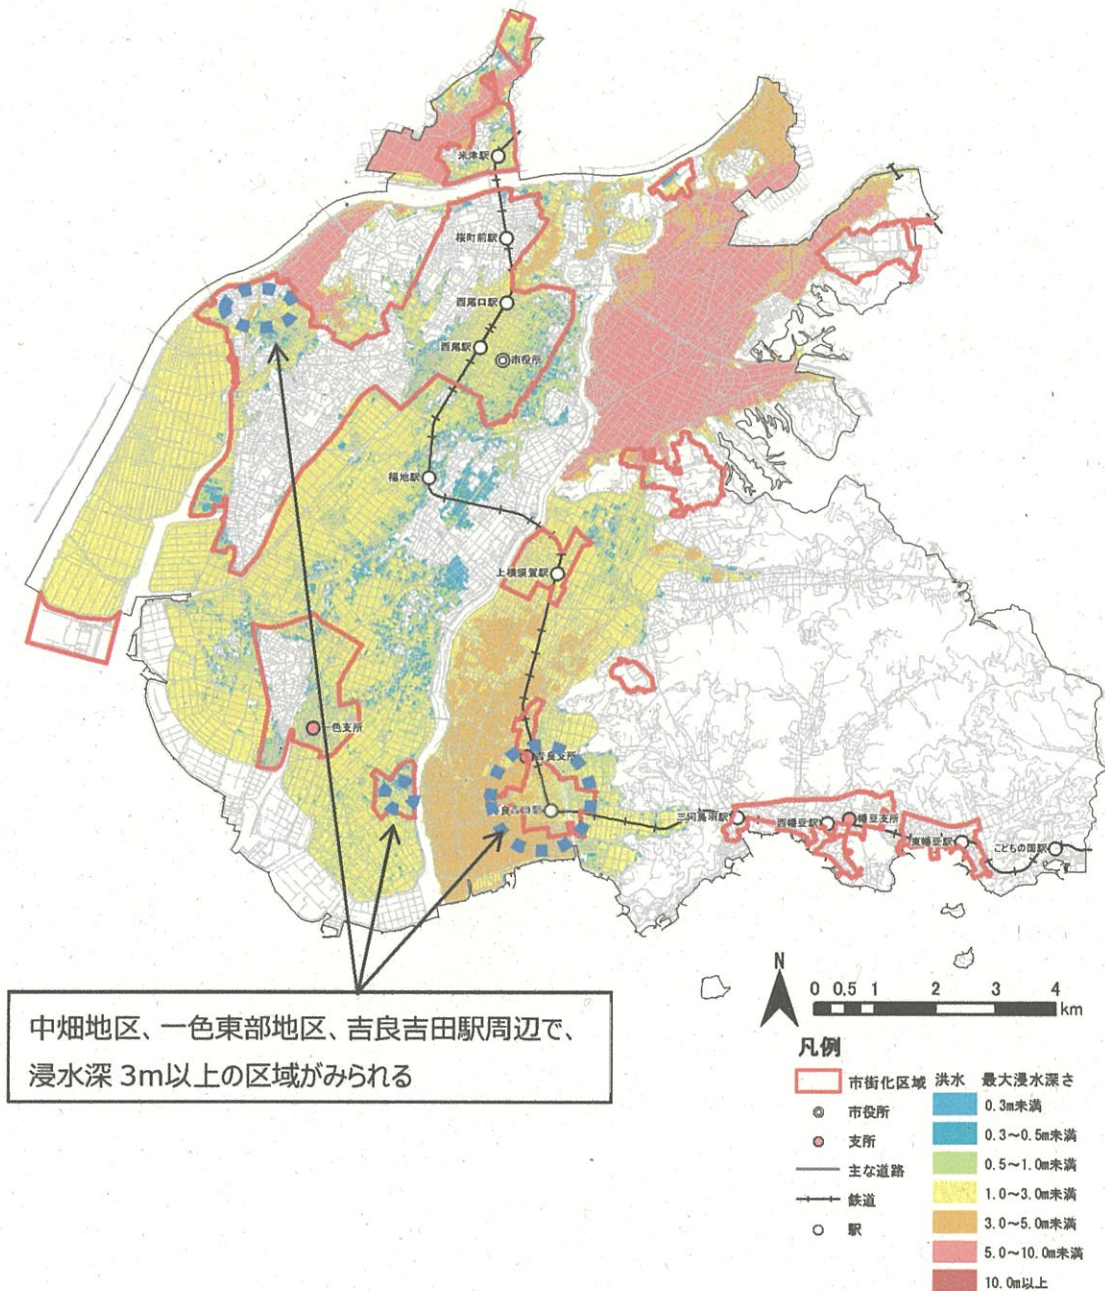 米津駅
桜町前駅
西尾口駅
西尾駅
市役所
福地駅
上横須賀駅
一色支所
吉良支所
良吉田駅
三河鳥羽駅
西幡豆駅
幡豆支所
東幡豆駅
こどもの国駅
中畑地区、一色東部地区、吉良吉田駅周辺で、
浸水深 3m以上の区域がみられる
N
0 0.5 1 2 3 4
km
凡例
市街化区域 洪水 最大浸水深さ
市役所 0.3m未満
支所 0.3~0.5m未満
主な道路 0.5~1.0m未満
鉄道 1.0~3.0m未満
駅 3.0~5.0m未満
5.0~10.0m未満
10.0m以上